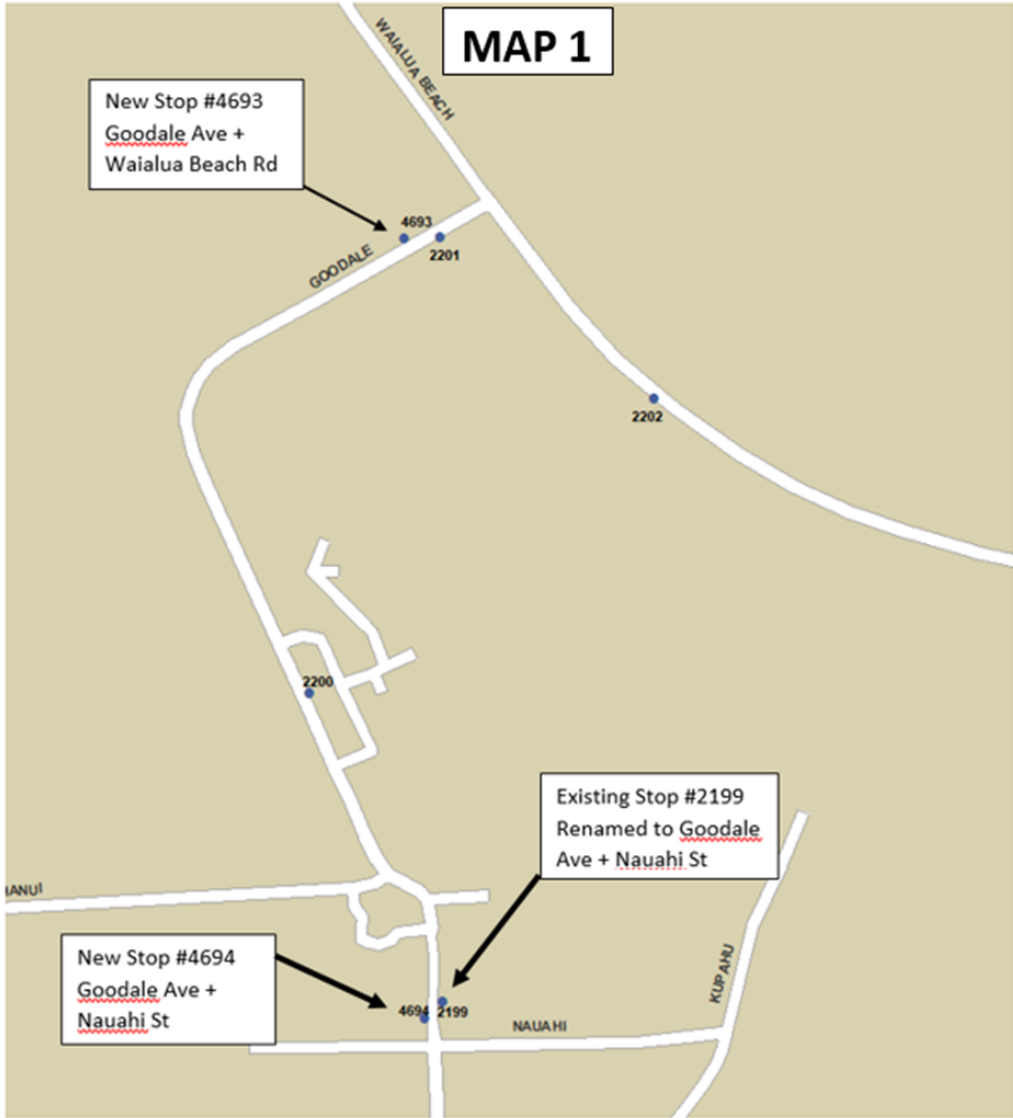 MAP 1
WAIALUA BEACH
New Stop #4693
Goodale Ave +
Waialua Beach Rd
4693
2201
GOODALE
2202
2200
Existing Stop #2199
Renamed to Goodale
Ave + Nauahi St
IANUI
New Stop #4694
Goodale Ave +
Nauahi St
4694
2199
NAUAHI
KUPAHU